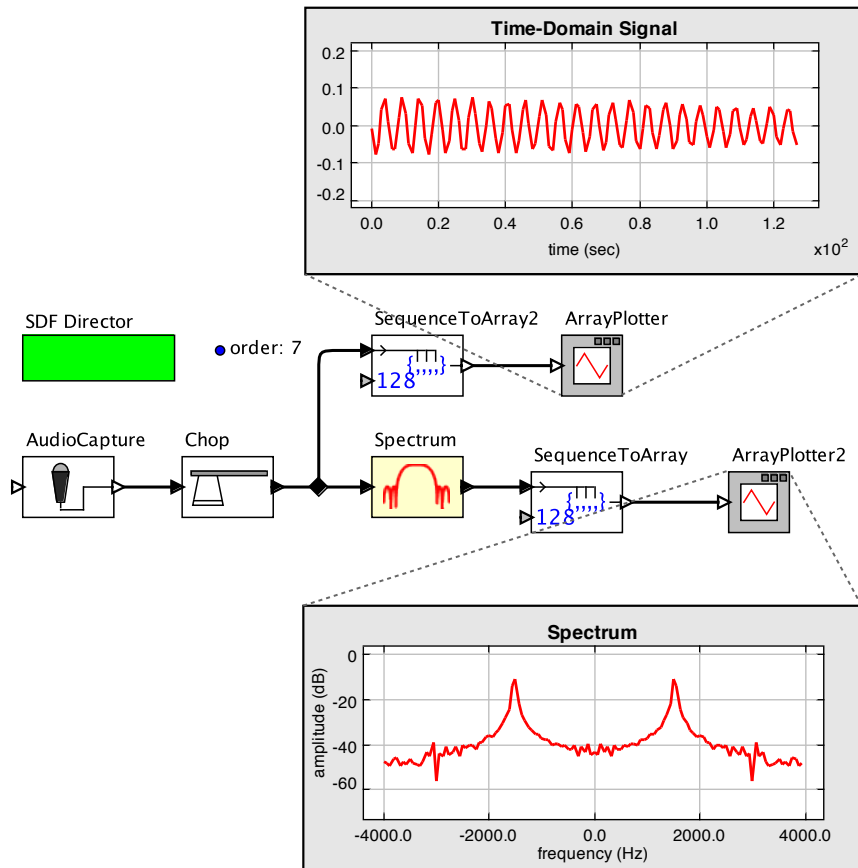 Time-Domain Signal
0.2
0.1
0.0
-0.1
-0.2
0.0 0.2 0.4 0.6 0.8 1.0 1.2
time (sec) x10²
SDF Director
order: 7
SequenceToArray2
ArrayPlotter
128
{,,,,}
AudioCapture
Chop
Spectrum
SequenceToArray
ArrayPlotter2
128
{,,,,}
Spectrum
0
-20
-40
-60
amplitude (dB)
-4000.0 -2000.0 0.0 2000.0 4000.0
frequency (Hz)